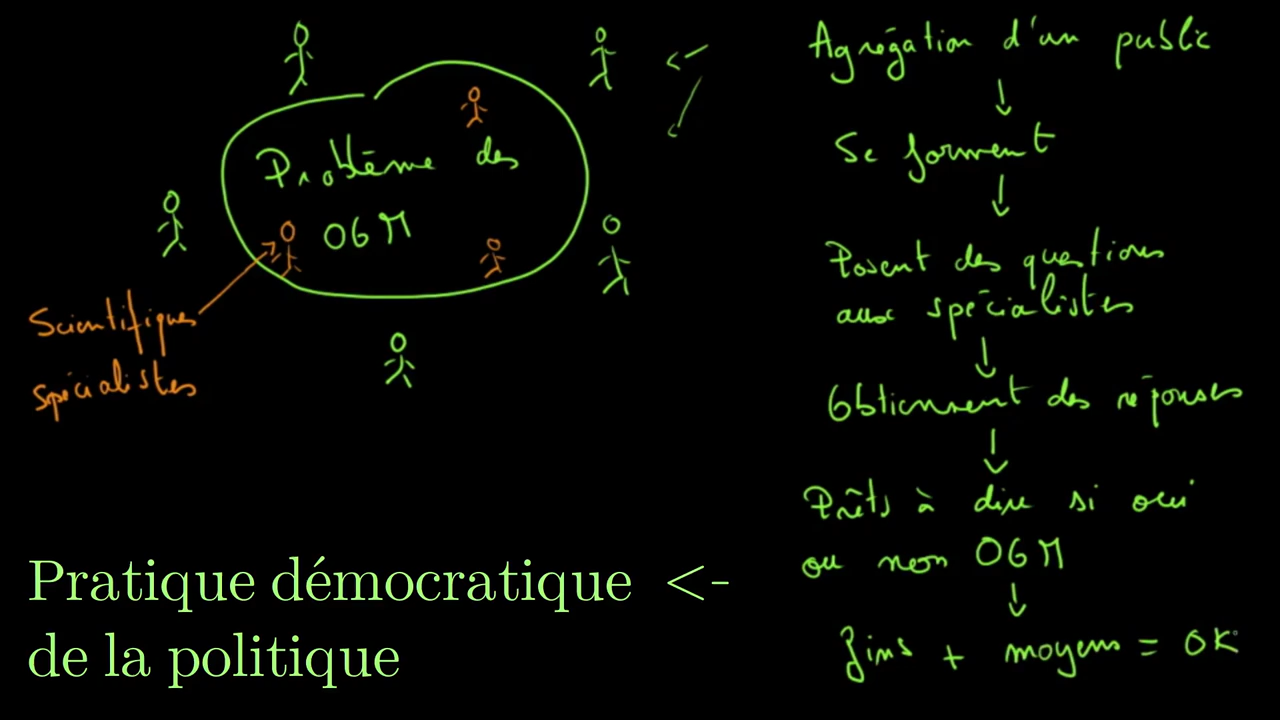 Problème des
OGM
Scientifiques
spécialistes
Pratique démocratique <-
de la politique
Agrégation d'un public
Se forment
Posent des questions
aux spécialistes
Obtiennent des réponses
Prêts à dire si oui
ou non OGM
fins + moyens = OK